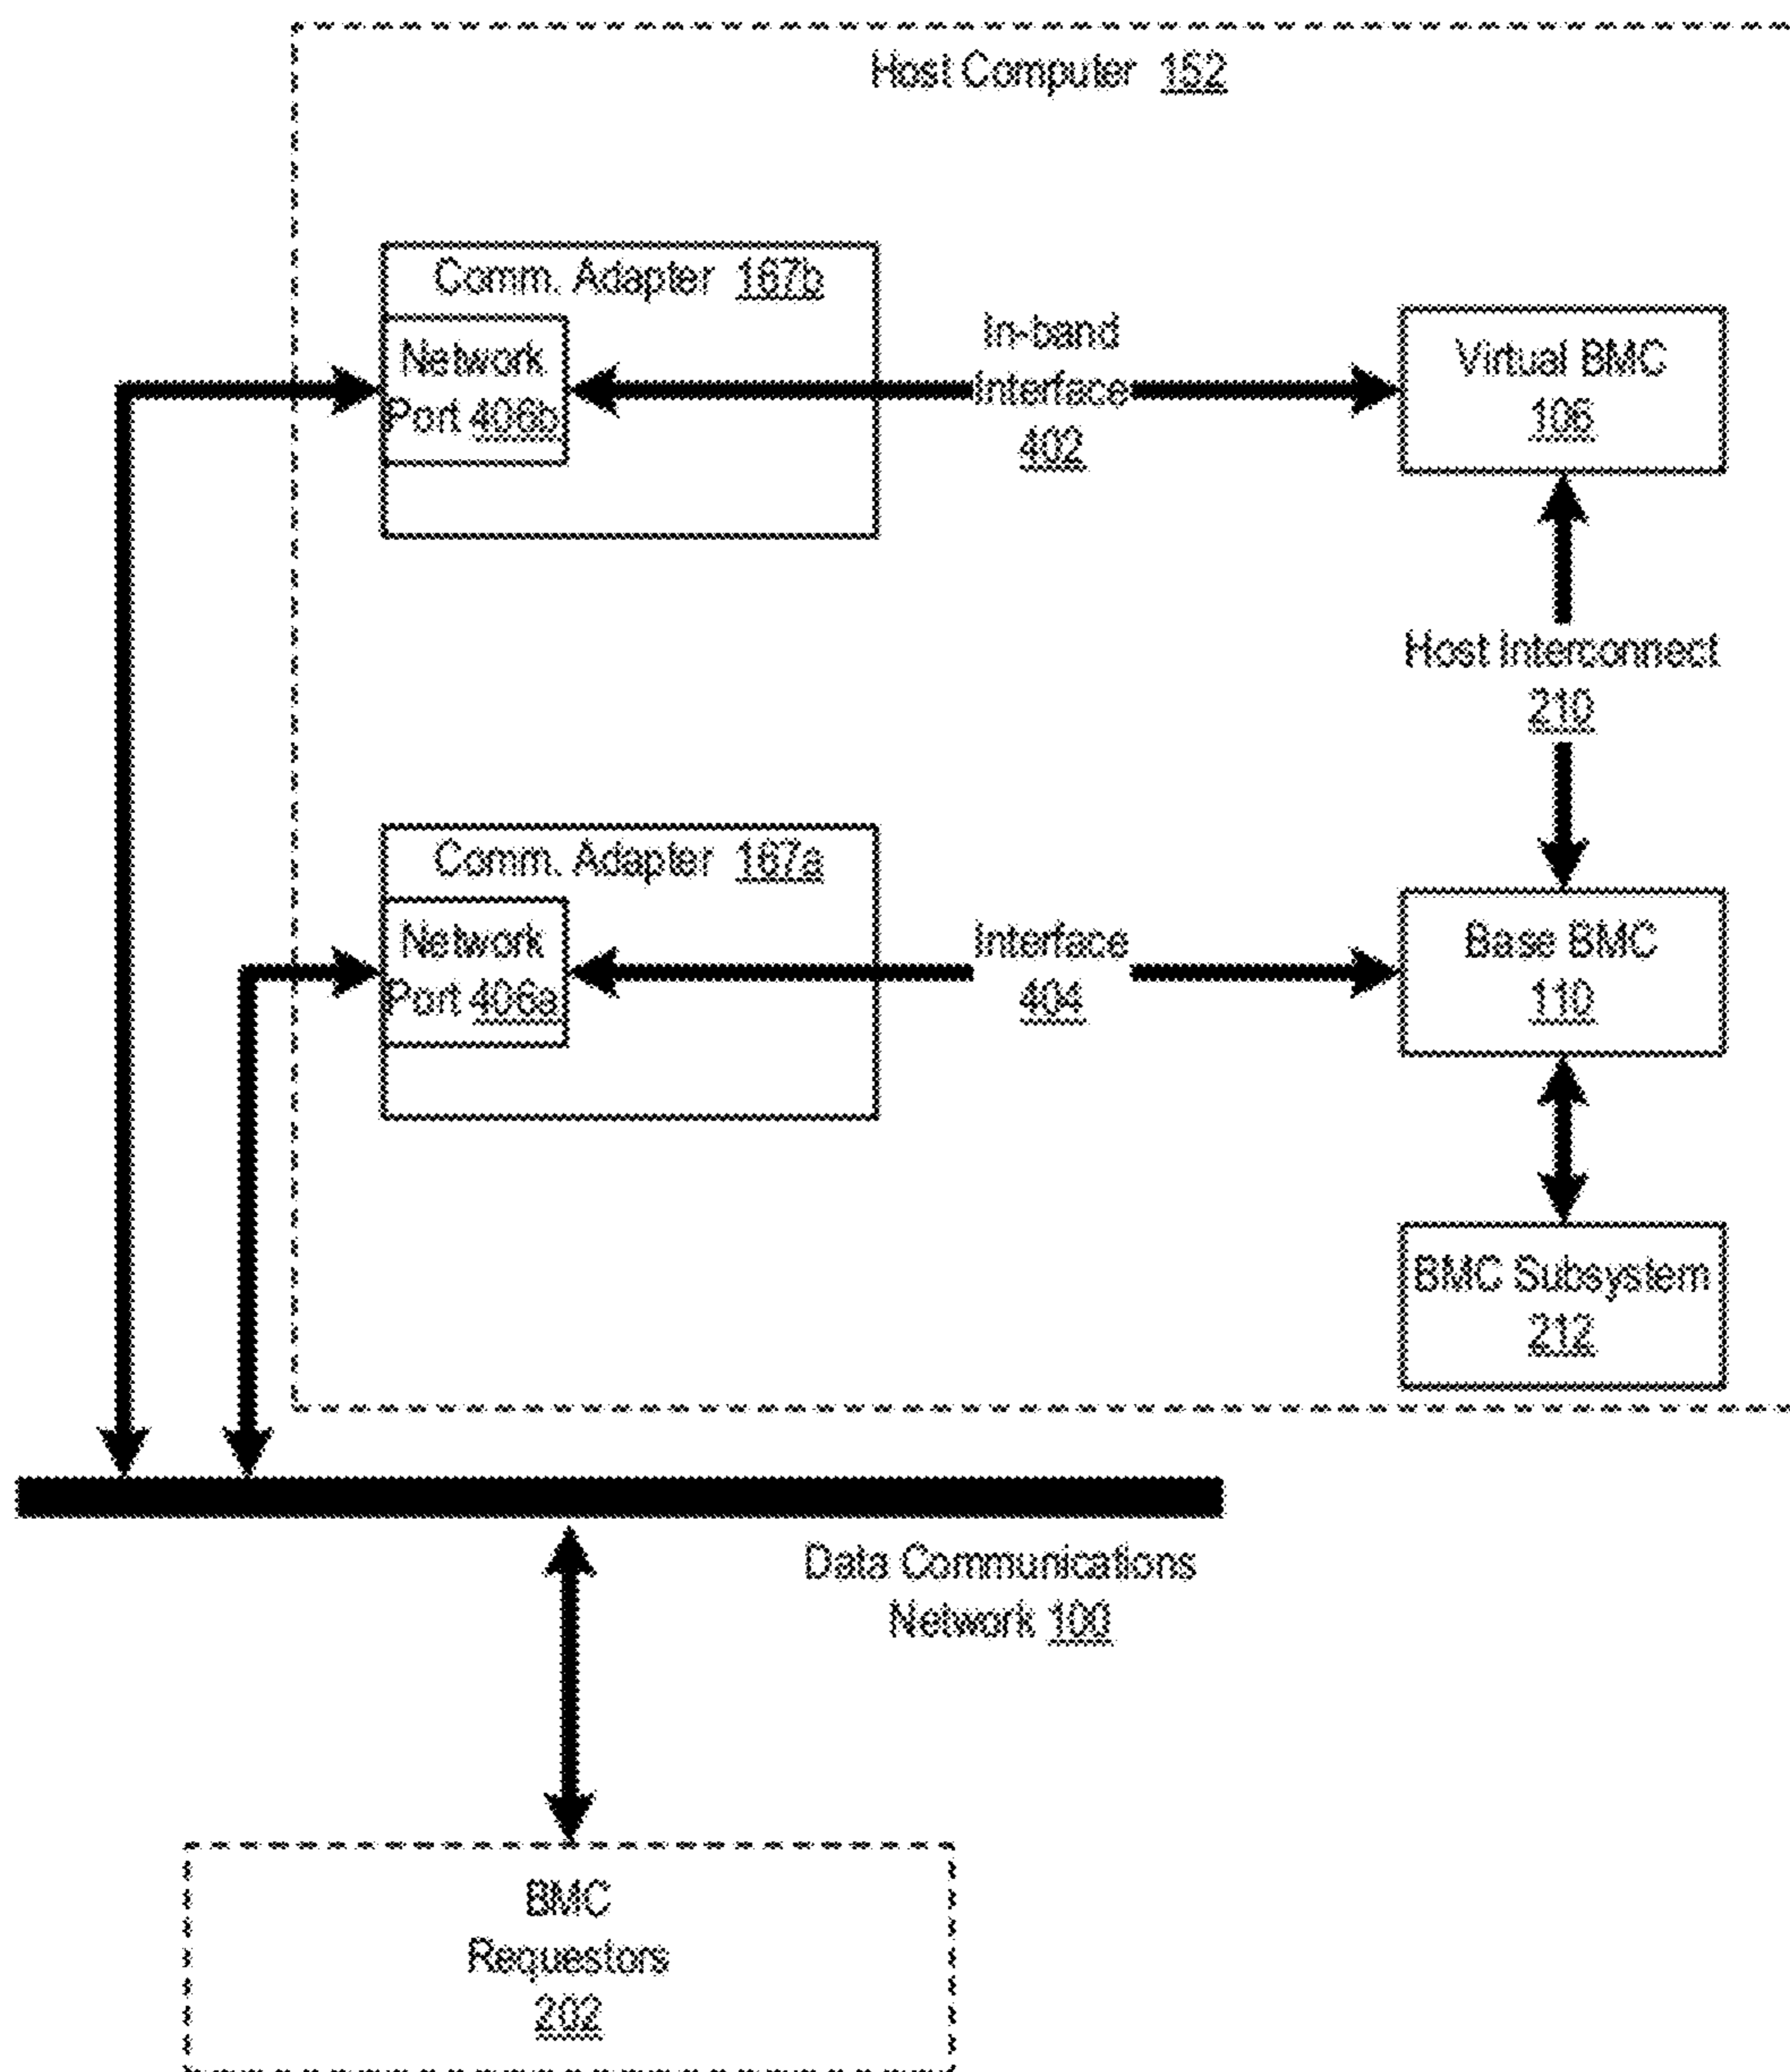 Host Computer 152
Comm. Adapter 167b
Network
Port 406b
In-band
Interface
402
Virtual BMC
106
Host Interconnect
210
Comm. Adapter 167a
Network
Port 406a
Interface
404
Base BMC
110
BMC Subsystem
212
Data Communications
Network 100
BMC
Requestors
202